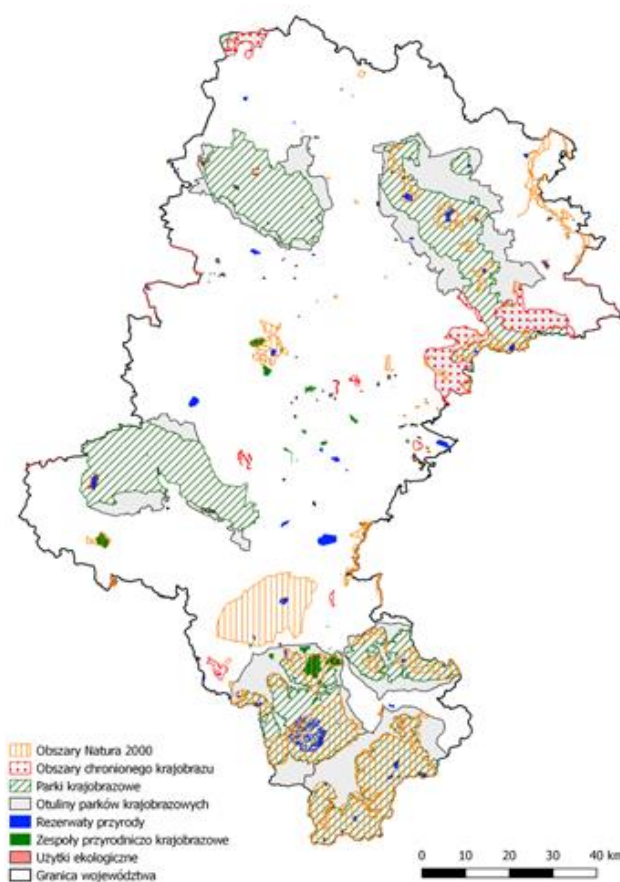 Obszary Natura 2000
Obszary chronionego krajobrazu
Parki krajobrazowe
Otuliny parków krajobrazowych
Rezerwaty przyrody
Zespoły przyrodniczo krajobrazowe
Użytki ekologiczne
Granica województwa
0 10 20 30 40 km